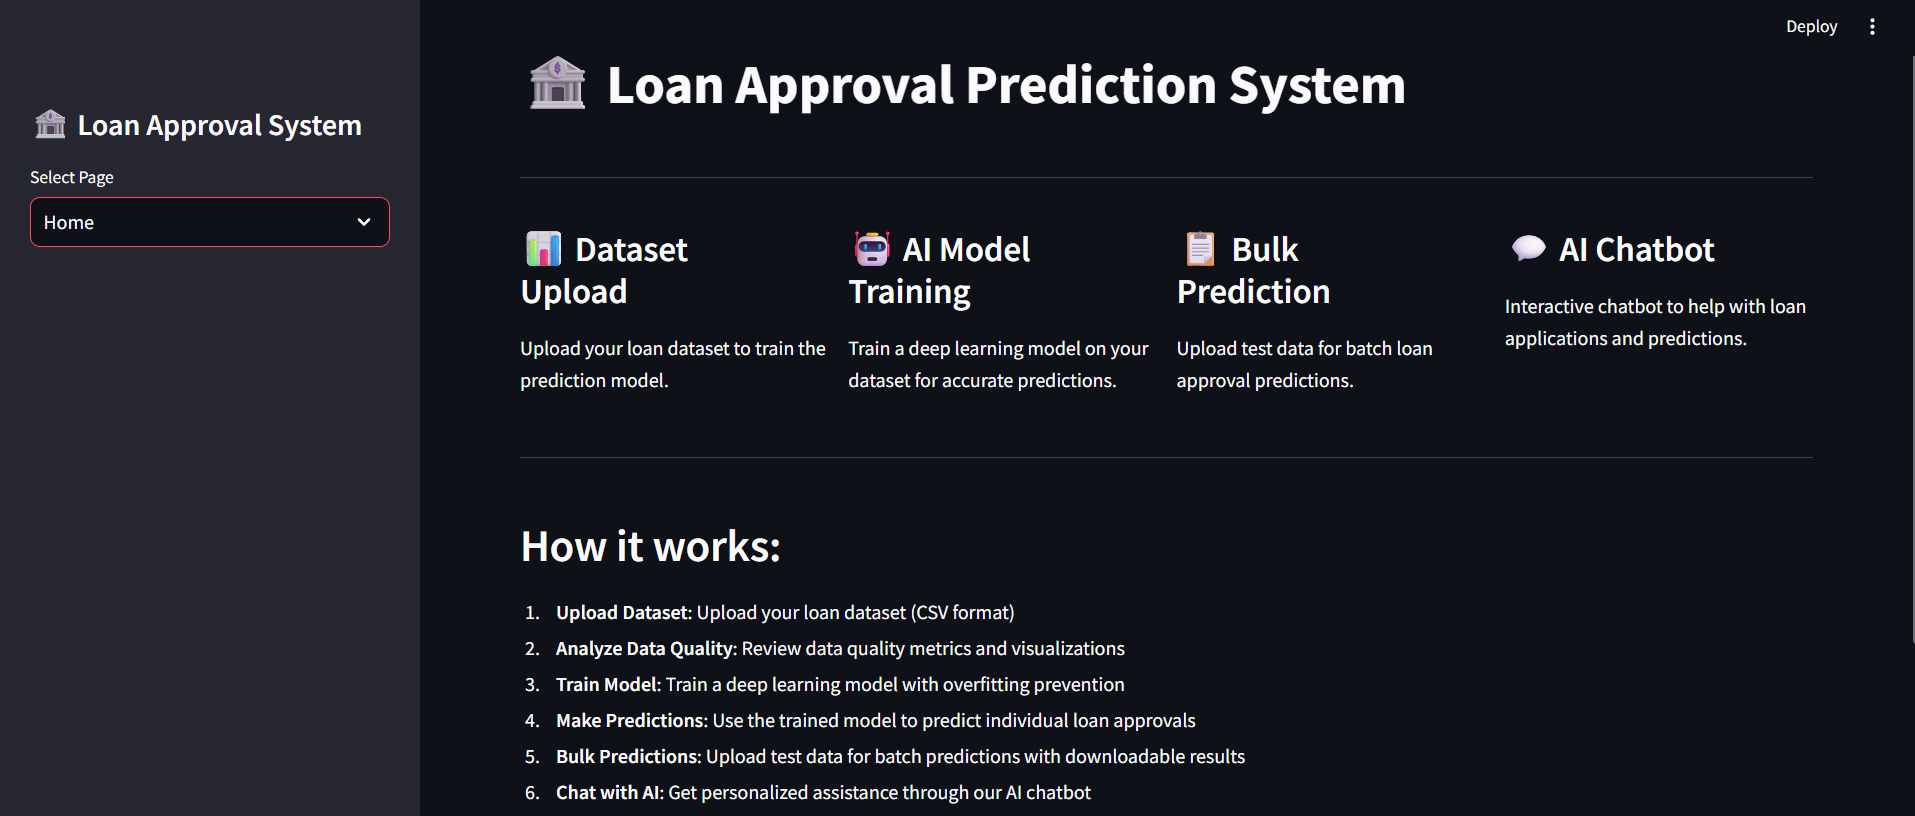 Deploy
Loan Approval System
Select Page
Home
Loan Approval Prediction System
Dataset
Upload
Upload your loan dataset to train the
prediction model.
AI Model
Training
Train a deep learning model on your
dataset for accurate predictions.
Bulk
Prediction
Upload test data for batch loan
approval predictions.
AI Chatbot
Interactive chatbot to help with loan
applications and predictions.
How it works:
1. Upload Dataset: Upload your loan dataset (CSV format)
2. Analyze Data Quality: Review data quality metrics and visualizations
3. Train Model: Train a deep learning model with overfitting prevention
4. Make Predictions: Use the trained model to predict individual loan approvals
5. Bulk Predictions: Upload test data for batch predictions with downloadable results
6. Chat with AI: Get personalized assistance through our AI chatbot